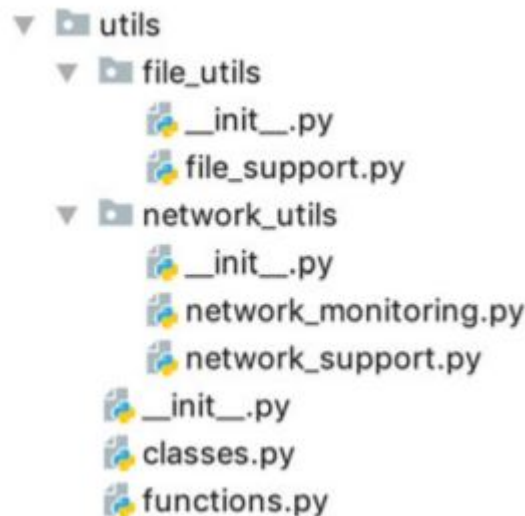 utils
file_utils
__init__.py
file_support.py
network_utils
__init__.py
network_monitoring.py
network_support.py
__init__.py
classes.py
functions.py